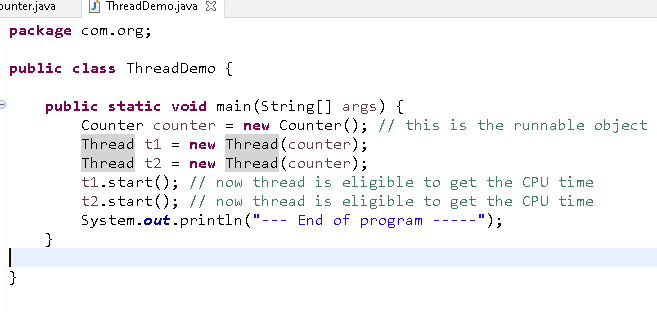 ounter.java ThreadDemo.java
package com.org;
public class ThreadDemo {
public static void main(String[] args) {
Counter counter = new Counter(); // this is the runnable object
Thread t1 = new Thread(counter);
Thread t2 = new Thread(counter);
t1.start(); // now thread is eligible to get the CPU time
t2.start(); // now thread is eligible to get the CPU time
System.out.println("--- End of program -----");
}
}